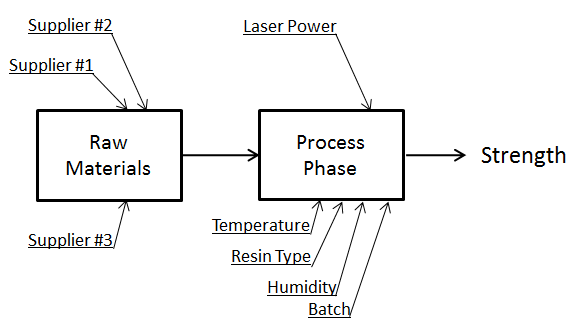 Supplier #2
Laser Power
Supplier #1
Raw
Materials
Process
Phase
Strength
Temperature
Supplier #3
Resin Type
Humidity
Batch